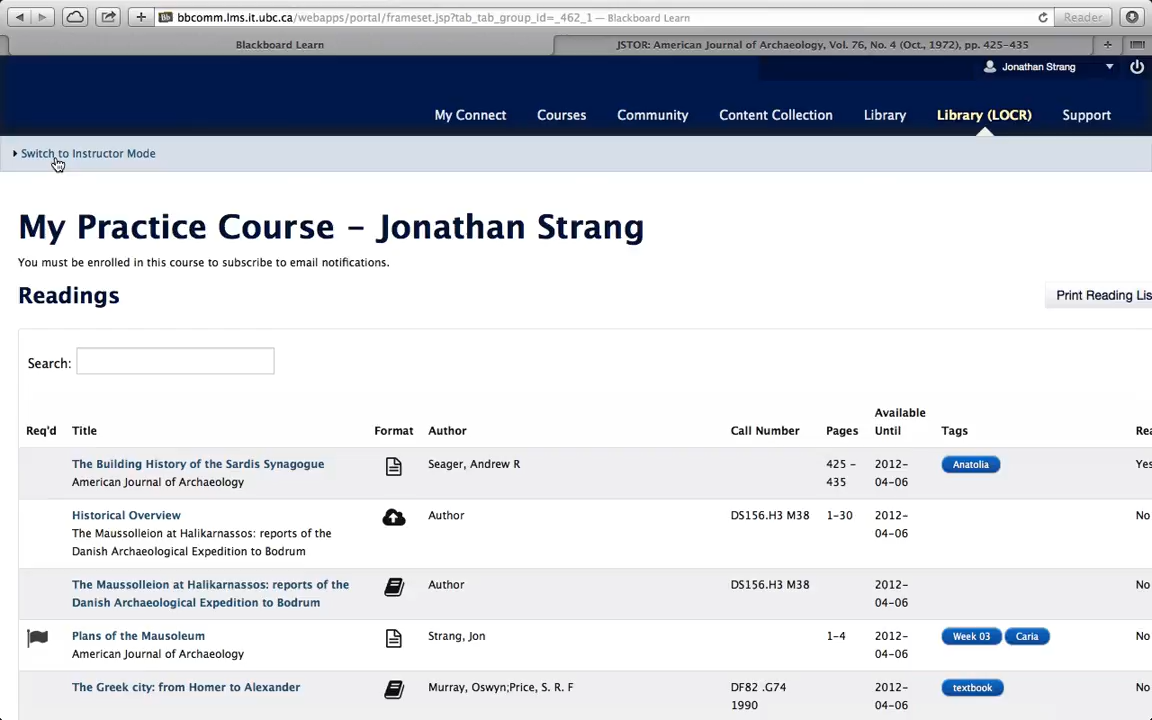 bbcomm.lms.it.ubc.ca/webapps/portal/frameset.jsp?tab_tab_group_id=_462_1 — Blackboard Learn
Reader
Blackboard Learn
JSTOR: American Journal of Archaeology, Vol. 76, No. 4 (Oct., 1972), pp. 425–435
Jonathan Strang
My Connect Courses Community Content Collection Library Library (LOCR) Support
Switch to Instructor Mode
My Practice Course – Jonathan Strang
You must be enrolled in this course to subscribe to email notifications.
Readings
Print Reading Lis
Search:
Available
Req'd Title Format Author Call Number Pages Until Tags Rea
The Building History of the Sardis Synagogue Seager, Andrew R 425 - 2012- Anatolia Yes
American Journal of Archaeology 435 04-06
Historical Overview Author DS156.H3 M38 1-30 2012- No
The Maussolleion at Halikarnassos: reports of the 04-06
Danish Archaeological Expedition to Bodrum
The Maussolleion at Halikarnassos: reports of the Author DS156.H3 M38 2012- No
Danish Archaeological Expedition to Bodrum 04-06
Plans of the Mausoleum Strang, Jon 1-4 2012- Week 03 Caria No
American Journal of Archaeology 04-06
The Greek city: from Homer to Alexander Murray, Oswyn;Price, S. R. F DF82 .G74 2012- textbook No
1990 04-06